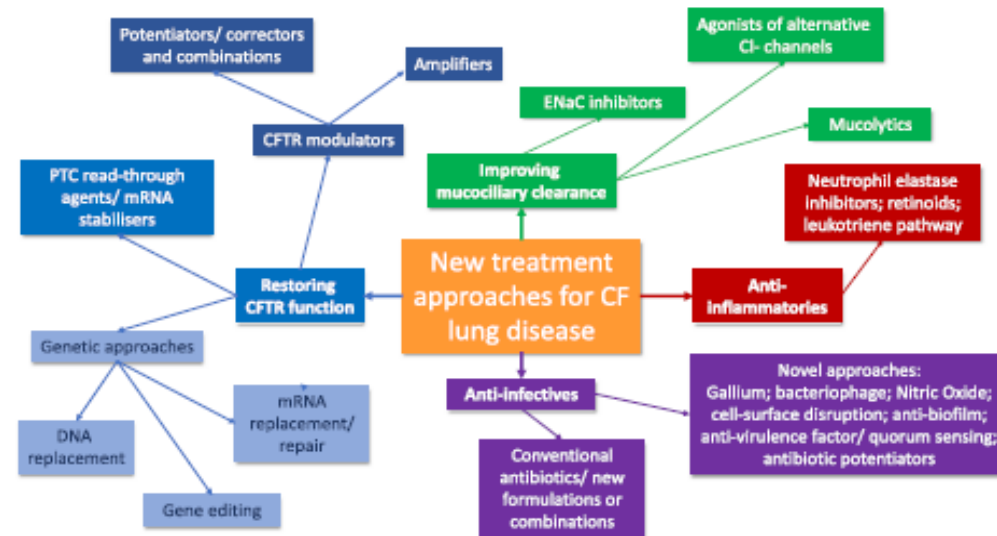 Potentiators/ correctors
and combinations
Amplifiers
CFTR modulators
PTC read-through
agents/ mRNA
stabilisers
Restoring
CFTR function
Genetic approaches
DNA
replacement
mRNA
replacement/
repair
Gene editing
Agonists of alternative
Cl- channels
ENaC inhibitors
Mucolytics
Improving
mucociliary clearance
New treatment
approaches for CF
lung disease
Neutrophil elastase
inhibitors; retinoids;
leukotriene pathway
Anti-
inflammatories
Anti-infectives
Novel approaches:
Gallium; bacteriophage; Nitric Oxide;
cell-surface disruption; anti-biofilm;
anti-virulence factor/ quorum sensing;
antibiotic potentiators
Conventional
antibiotics/ new
formulations or
combinations